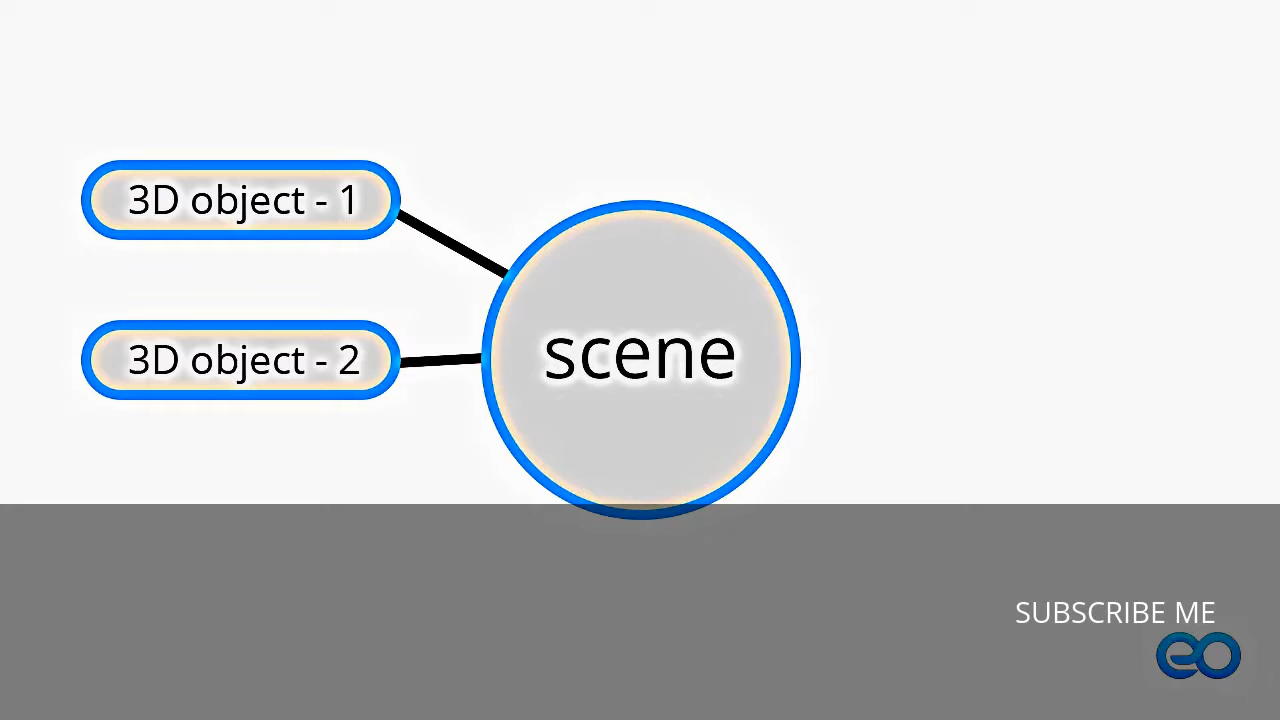 3D object - 1
3D object - 2
scene
SUBSCRIBE ME
eo